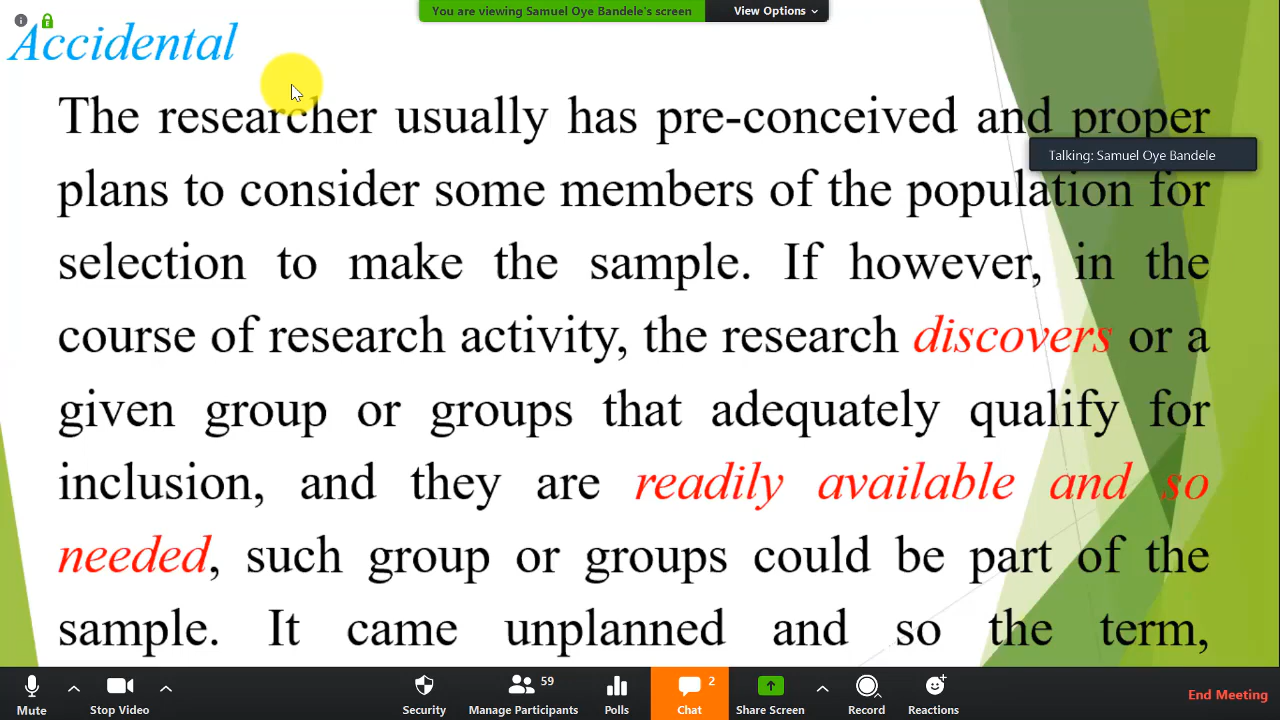 You are viewing Samuel Oye Bandele's screen
View Options
Accidental
The researcher usually has pre-conceived and proper
Talking: Samuel Oye Bandele
plans to consider some members of the population for
selection to make the sample. If however, in the
course of research activity, the research discovers or a
given group or groups that adequately qualify for
inclusion, and they are readily available and so
needed, such group or groups could be part of the
sample. It came unplanned and so the term,
Mute
Stop Video
Security
59
Manage Participants
Polls
2
Chat
Share Screen
Record
Reactions
End Meeting